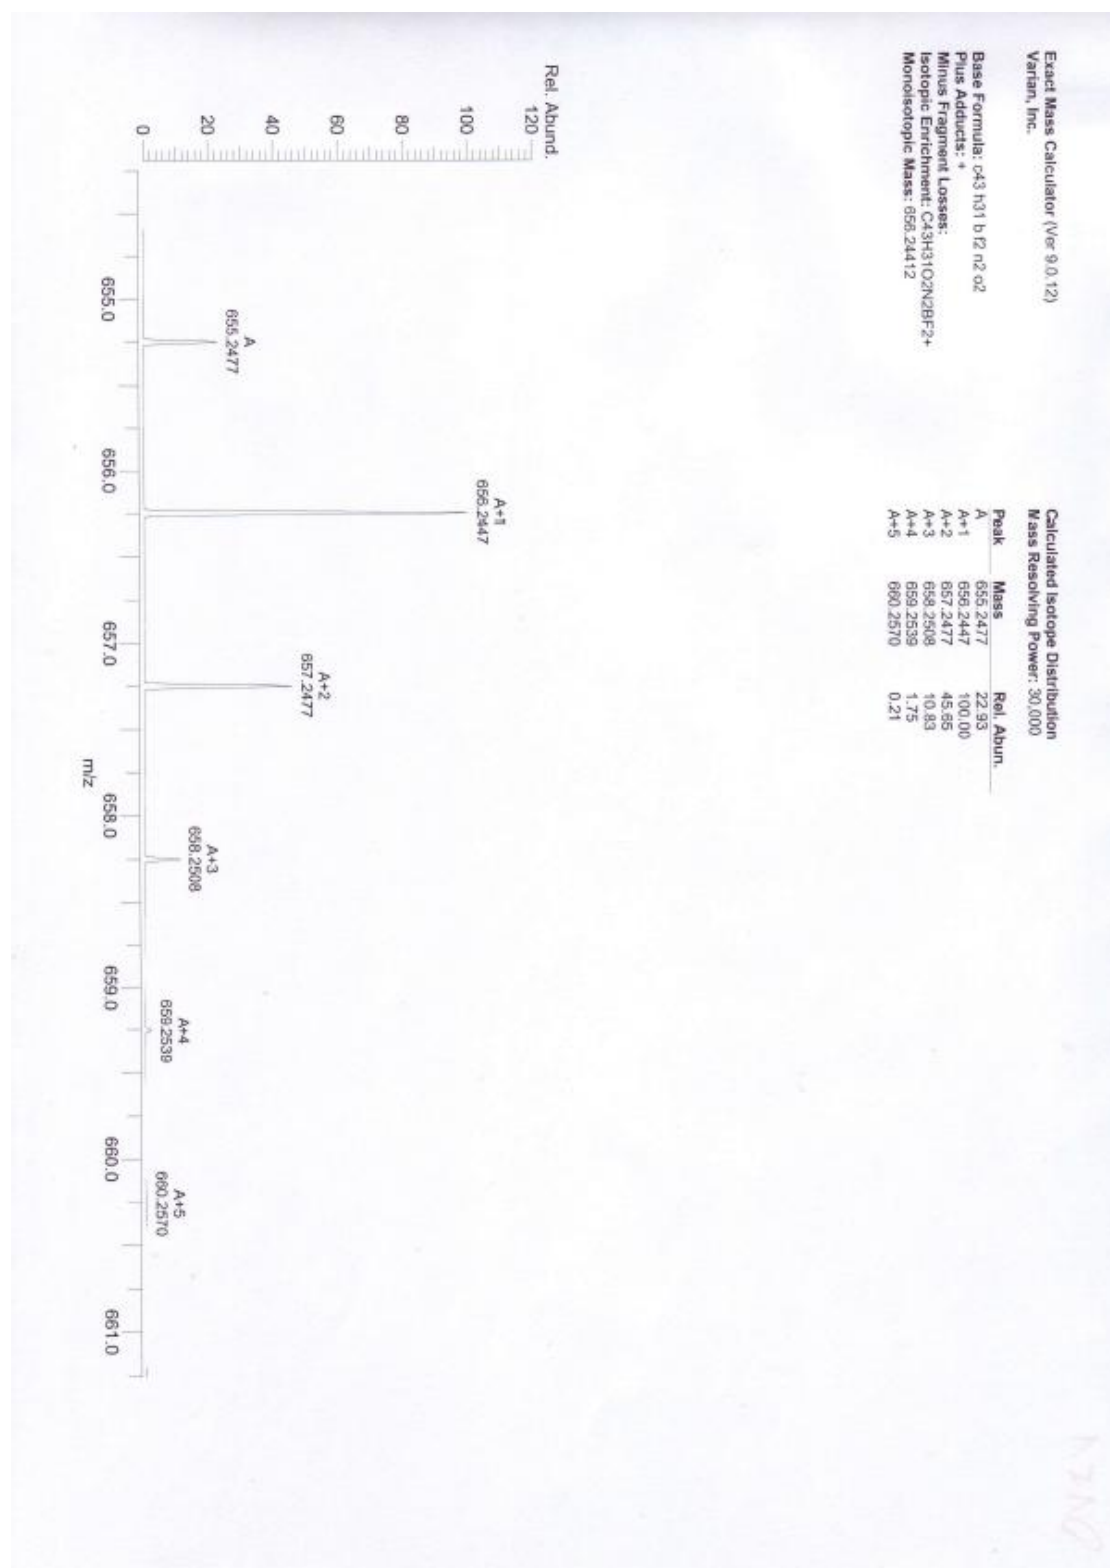 Exact Mass Calculator (Ver 9.0.12)
Varian, Inc.
Base Formula: c43 h31 b f2 n2 o2
Plus Adducts: +
Minus Fragment Losses:
Isotopic Enrichment: C43H31O2N2BF2+
Monoisotopic Mass: 656.24412
Calculated Isotope Distribution
Mass Resolving Power: 30,000
Peak Mass Rel. Abun.
A 655.2477 22.93
A+1 656.2447 100.00
A+2 657.2477 45.65
A+3 658.2508 10.83
A+4 659.2539 1.75
A+5 660.2570 0.21
Rel. Abund.
120
100
80
60
40
20
0
A
655.2477
A+1
656.2447
A+2
657.2477
A+3
658.2508
A+4
659.2539
A+5
660.2570
655.0 656.0 657.0 658.0 659.0 660.0 661.0
m/z